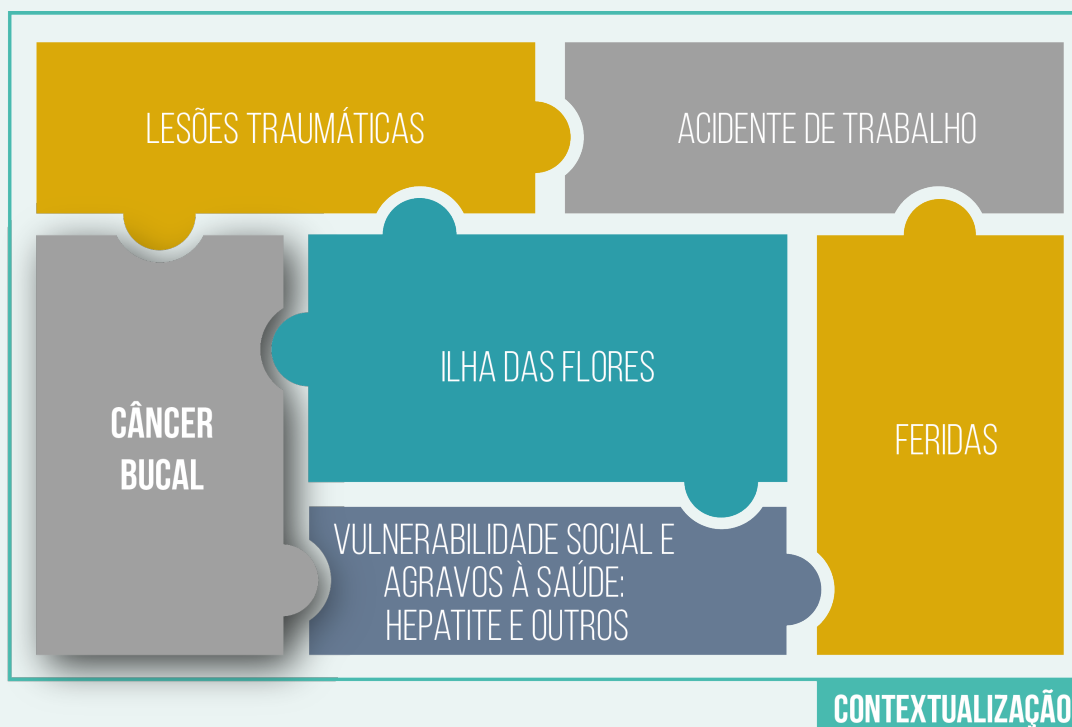 LESÕES TRAUMÁTICAS
ACIDENTE DE TRABALHO
CÂNCER
BUCAL
ILHA DAS FLORES
FERIDAS
VULNERABILIDADE SOCIAL E
AGRAVOS À SAÚDE:
HEPATITE E OUTROS
CONTEXTUALIZAÇÃO